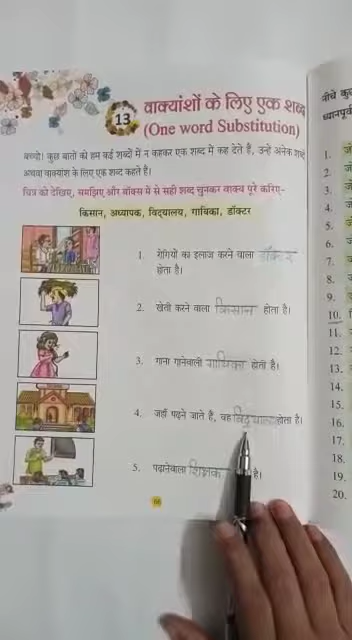 13
वाक्यांशों के लिए एक शब्द
(One word Substitution)
बच्चो! कुछ बातों को हम कई शब्दों में न कहकर एक शब्द में कह देते हैं, उन्हें अनेक शब्दों
अथवा वाक्यांश के लिए एक शब्द कहते हैं।
चित्र को देखिए, समझिए और बॉक्स में से सही शब्द चुनकर वाक्य पूरे करिए-
किसान, अध्यापक, विद्यालय, गायिका, डॉक्टर
1. रोगियों का इलाज करने वाला डॉक्टर
होता है।
2. खेती करने वाला किसान होता है।
3. गाना गानेवाली गायिका होती है।
4. जहाँ पढ़ने जाते हैं, वह विद्यालय होता है।
5. पढ़ानेवाला शिक्षक है।
नीचे कुछ
ध्यानपूर्व
1.
2.
3.
4.
5.
6.
7.
8.
9.
10.
11.
12.
13.
14.
15.
16.
17.
18.
19.
20.